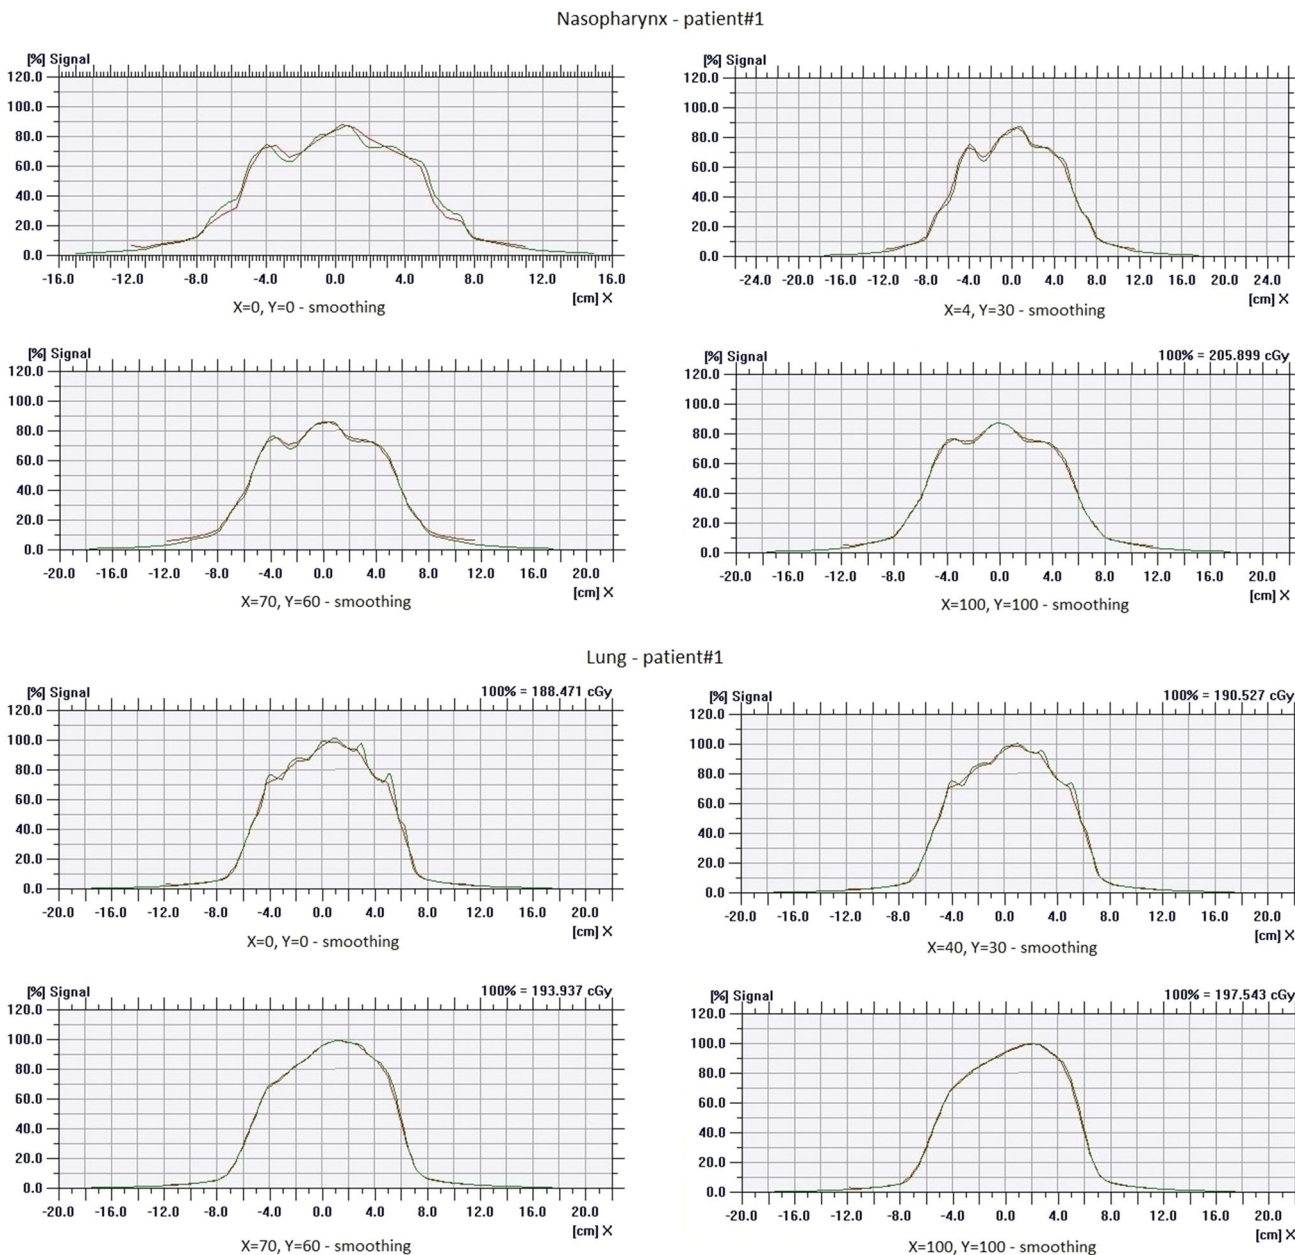 Nasopharynx - patient#1
[%] Signal
120.0
100.0
80.0
60.0
40.0
20.0
0.0
-16.0 -12.0 -8.0 -4.0 0.0 4.0 8.0 12.0 16.0
[cm] X
X=0, Y=0 - smoothing
[%] Signal
120.0
100.0
80.0
60.0
40.0
20.0
0.0
-24.0 -20.0 -16.0 -12.0 -8.0 -4.0 0.0 4.0 8.0 12.0 16.0 20.0 24.0
[cm] X
X=4, Y=30 - smoothing
[%] Signal
120.0
100.0
80.0
60.0
40.0
20.0
0.0
-20.0 -16.0 -12.0 -8.0 -4.0 0.0 4.0 8.0 12.0 16.0 20.0
[cm] X
X=70, Y=60 - smoothing
[%] Signal 100% = 205.899 cGy
120.0
100.0
80.0
60.0
40.0
20.0
0.0
-20.0 -16.0 -12.0 -8.0 -4.0 0.0 4.0 8.0 12.0 16.0 20.0
[cm] X
X=100, Y=100 - smoothing
Lung - patient#1
[%] Signal 100% = 188.471 cGy
120.0
100.0
80.0
60.0
40.0
20.0
0.0
-20.0 -16.0 -12.0 -8.0 -4.0 0.0 4.0 8.0 12.0 16.0 20.0
[cm] X
X=0, Y=0 - smoothing
[%] Signal 100% = 190.527 cGy
120.0
100.0
80.0
60.0
40.0
20.0
0.0
-20.0 -16.0 -12.0 -8.0 -4.0 0.0 4.0 8.0 12.0 16.0 20.0
[cm] X
X=40, Y=30 - smoothing
[%] Signal 100% = 193.937 cGy
120.0
100.0
80.0
60.0
40.0
20.0
0.0
-20.0 -16.0 -12.0 -8.0 -4.0 0.0 4.0 8.0 12.0 16.0 20.0
[cm] X
X=70, Y=60 - smoothing
[%] Signal 100% = 197.543 cGy
120.0
100.0
80.0
60.0
40.0
20.0
0.0
-20.0 -16.0 -12.0 -8.0 -4.0 0.0 4.0 8.0 12.0 16.0 20.0
[cm] X
X=100, Y=100 - smoothing